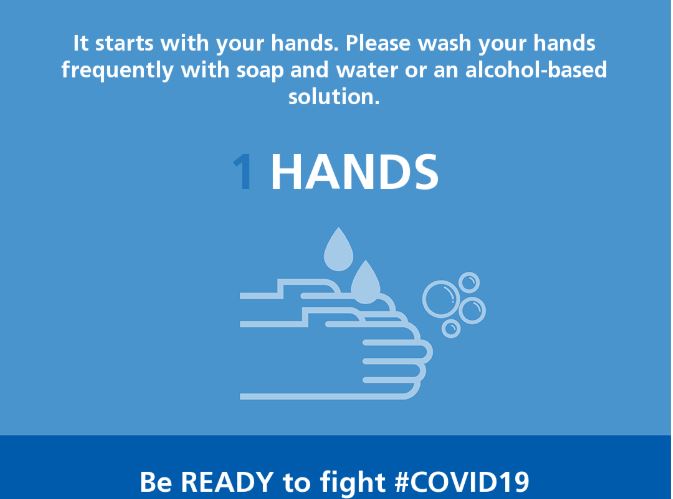 It starts with your hands. Please wash your hands
frequently with soap and water or an alcohol-based
solution.
1 HANDS
Be READY to fight #COVID19